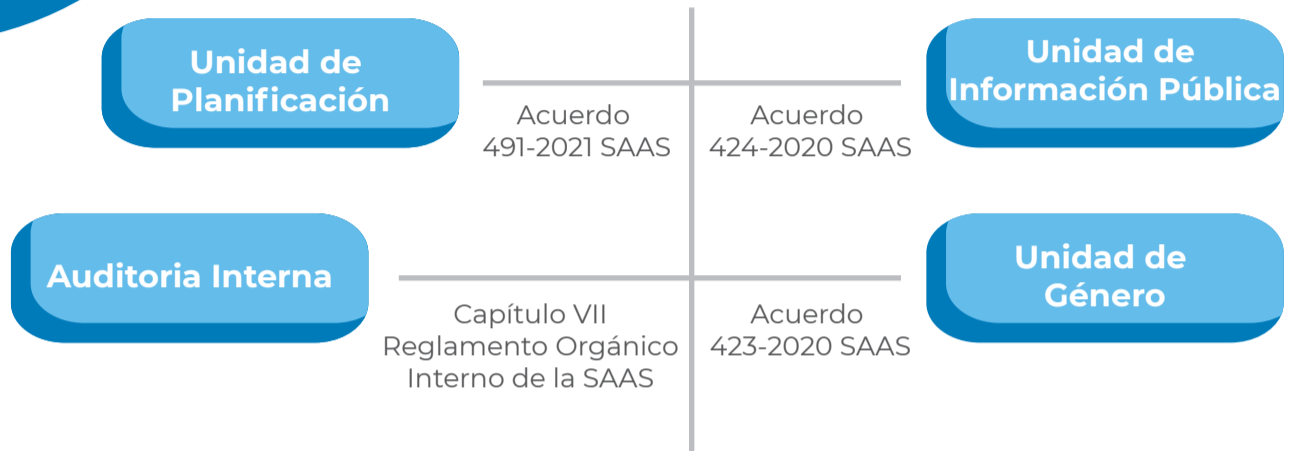 Unidad de
Planificación
Acuerdo
491-2021 SAAS
Unidad de
Información Pública
Acuerdo
424-2020 SAAS
Auditoria Interna
Capítulo VII
Reglamento Orgánico
Interno de la SAAS
Unidad de
Género
Acuerdo
423-2020 SAAS